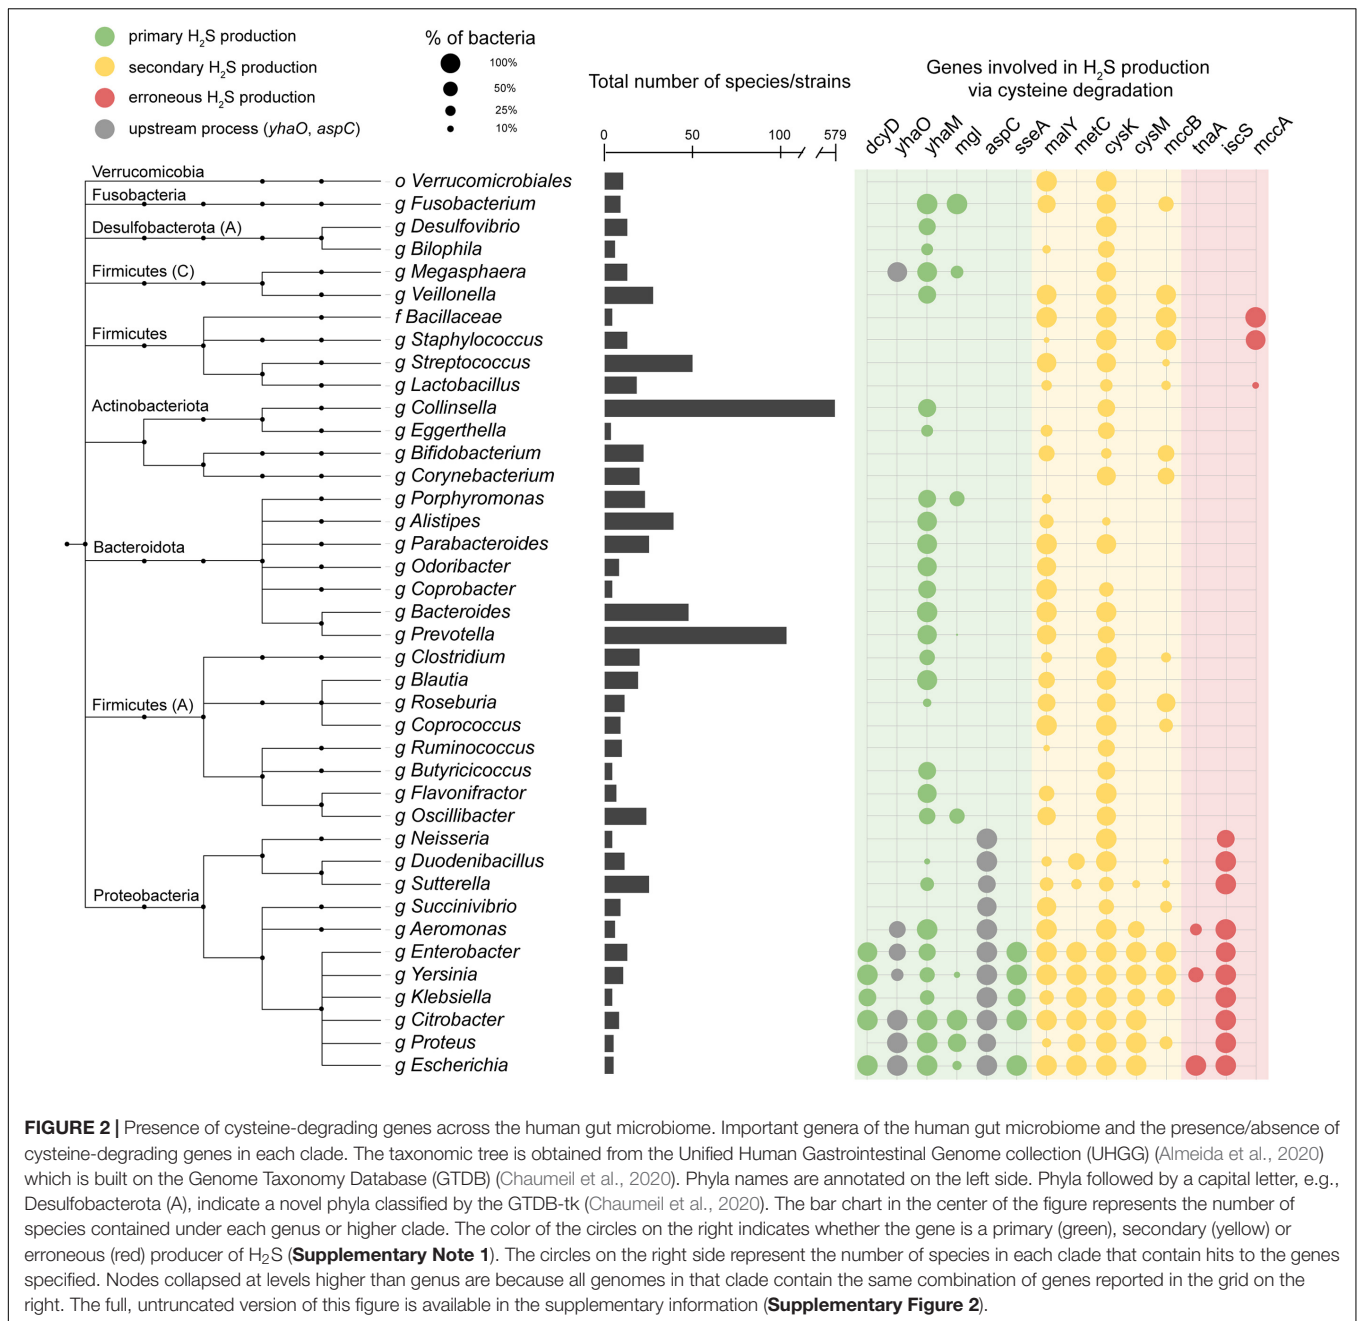 primary H2S production
secondary H2S production
erroneous H2S production
upstream process (yhaO, aspC)
% of bacteria
100%
50%
25%
10%
Total number of species/strains
0 50 100 579
Genes involved in H2S production
via cysteine degradation
dcyD yhaO yhaM mgl aspC sseA malY metC cysK cysM mccB tnaA iscS mccA
Verrucomicobia
o Verrucomicrobiales
Fusobacteria
g Fusobacterium
Desulfobacterota (A)
g Desulfovibrio
g Bilophila
Firmicutes (C)
g Megasphaera
g Veillonella
f Bacillaceae
Firmicutes
g Staphylococcus
g Streptococcus
g Lactobacillus
Actinobacteriota
g Collinsella
g Eggerthella
g Bifidobacterium
g Corynebacterium
g Porphyromonas
g Alistipes
Bacteroidota
g Parabacteroides
g Odoribacter
g Coprobacter
g Bacteroides
g Prevotella
g Clostridium
g Blautia
Firmicutes (A)
g Roseburia
g Coprococcus
g Ruminococcus
g Butyricicoccus
g Flavonifractor
g Oscillibacter
g Neisseria
g Duodenibacillus
Proteobacteria
g Sutterella
g Succinivibrio
g Aeromonas
g Enterobacter
g Yersinia
g Klebsiella
g Citrobacter
g Proteus
g Escherichia
FIGURE 2 | Presence of cysteine-degrading genes across the human gut microbiome. Important genera of the human gut microbiome and the presence/absence of
cysteine-degrading genes in each clade. The taxonomic tree is obtained from the Unified Human Gastrointestinal Genome collection (UHGG) (Almeida et al., 2020)
which is built on the Genome Taxonomy Database (GTDB) (Chaumeil et al., 2020). Phyla names are annotated on the left side. Phyla followed by a capital letter, e.g.,
Desulfobacterota (A), indicate a novel phyla classified by the GTDB-tk (Chaumeil et al., 2020). The bar chart in the center of the figure represents the number of
species contained under each genus or higher clade. The color of the circles on the right indicates whether the gene is a primary (green), secondary (yellow) or
erroneous (red) producer of H2S (Supplementary Note 1). The circles on the right side represent the number of species in each clade that contain hits to the genes
specified. Nodes collapsed at levels higher than genus are because all genomes in that clade contain the same combination of genes reported in the grid on the
right. The full, untruncated version of this figure is available in the supplementary information (Supplementary Figure 2).